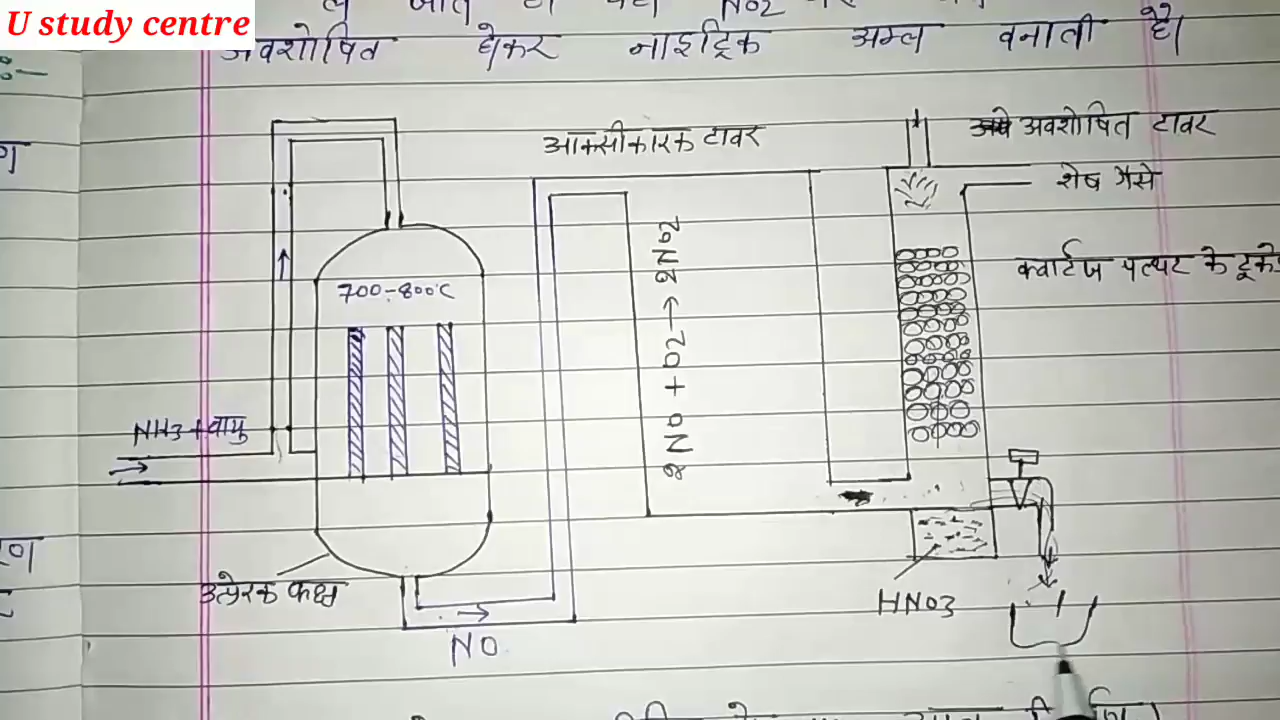 U study centre
NO2
अवशोषित होकर नाइट्रिक अम्ल बनाती है।
आक्सीकारक टावर
अवशोषित टावर
शेष गैसे
क्वार्टज पत्थर के टूके
700-800°C
2NO + O2 → 2NO2
NH3 + वायु
उत्प्रेरक कक्ष
NO
HNO3